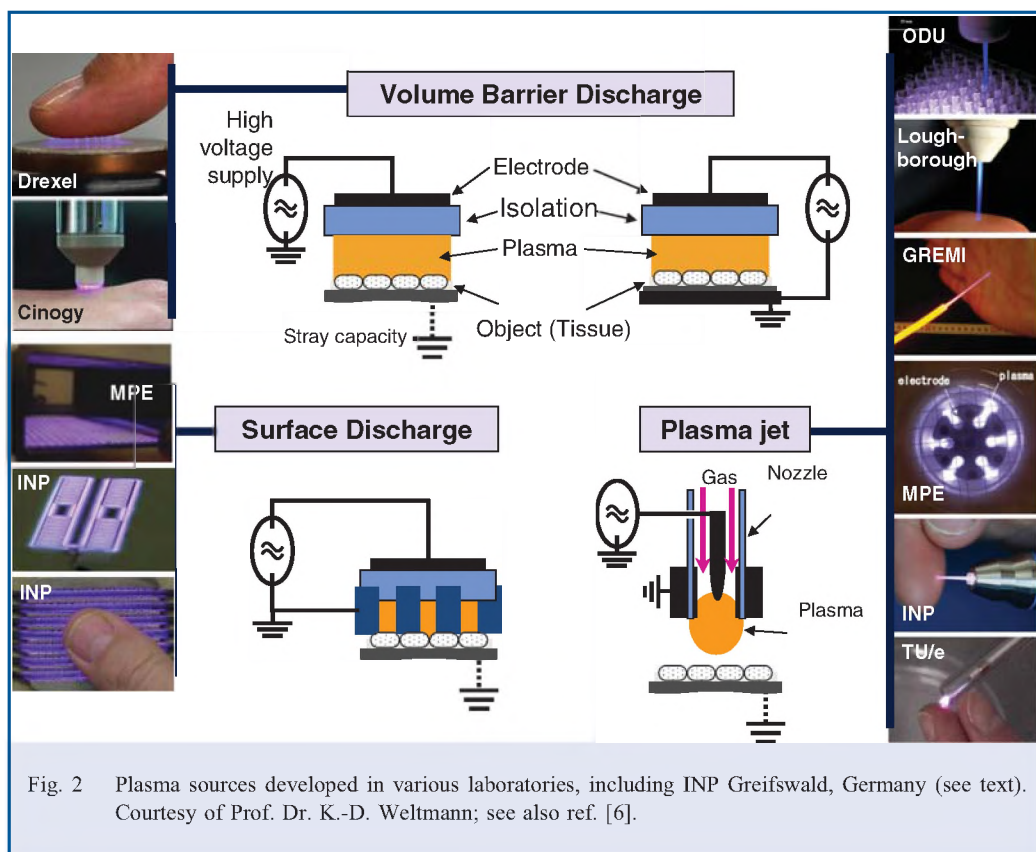 Drexel
Cinogy
Volume Barrier Discharge
High
voltage
supply
Electrode
Isolation
Plasma
Object (Tissue)
Stray capacity
MPE
INP
INP
Surface Discharge
Plasma jet
Gas
Nozzle
Plasma
ODU
Lough-
borough
GREMI
electrode
plasma
MPE
INP
TU/e
Fig. 2 Plasma sources developed in various laboratories, including INP Greifswald, Germany (see text).
Courtesy of Prof. Dr. K.-D. Weltmann; see also ref. [6].